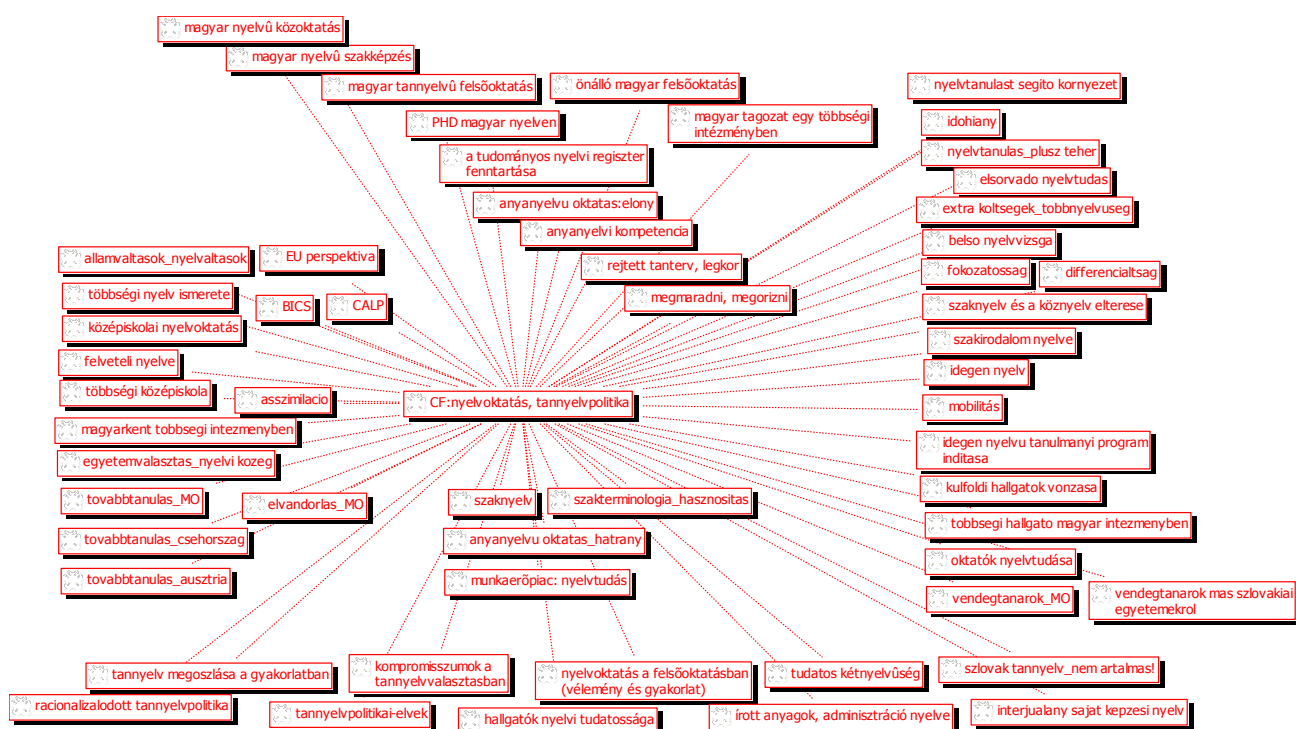 magyar nyelvû közoktatás
magyar nyelvû szakképzés
magyar tannyelvû felsõoktatás
önálló magyar felsõoktatás
nyelvtanulast segito kornyezet
PHD magyar nyelven
magyar tagozat egy többségi
intézményben
idohiany
a tudományos nyelvi regiszter
fenntartása
nyelvtanulas_plusz teher
elsorvado nyelvtudas
anyanyelvu oktatas:elony
extra koltsegek_tobbnyelvuseg
anyanyelvi kompetencia
belso nyelvvizsga
allamvaltasok_nyelvaltasok
EU perspektiva
rejtett tanterv, legkor
fokozatossag
differencialtsag
többségi nyelv ismerete
BICS
CALP
megmaradni, megorizni
szaknyelv és a köznyelv elterese
középiskolai nyelvoktatás
szakirodalom nyelve
felveteli nyelve
idegen nyelv
többségi középiskola
asszimilacio
CF:nyelvoktatás, tannyelvpolitika
mobilitás
magyarkent tobbsegi intezmenyben
idegen nyelvu tanulmanyi program
inditasa
egyetemvalasztas_nyelvi kozeg
kulfoldi hallgatok vonzasa
tovabbtanulas_MO
elvandorlas_MO
szaknyelv
szakterminologia_hasznositas
tobbsegi hallgato magyar intezmenyben
tovabbtanulas_csehorszag
anyanyelvu oktatas_hatrany
oktatók nyelvtudása
tovabbtanulas_ausztria
munkaerõpiac: nyelvtudás
vendegtanarok_MO
vendegtanarok mas szlovakiai
egyetemekrol
tannyelv megoszlása a gyakorlatban
kompromisszumok a
tannyelvvalasztasban
nyelvoktatás a felsõoktatásban
(vélemény és gyakorlat)
tudatos kétnyelvûség
szlovak tannyelv_nem artalmas!
racionalizalodott tannyelvpolitika
tannyelvpolitikai-elvek
hallgatók nyelvi tudatossága
írott anyagok, adminisztráció nyelve
interjualany sajat kepzesi nyelv